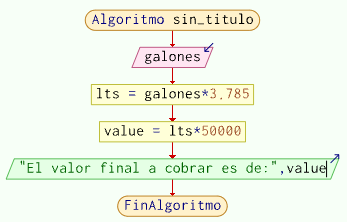 Algoritmo sin_titulo
galones
lts = galones*3.785
value = lts*50000
"El valor final a cobrar es de:",value
FinAlgoritmo